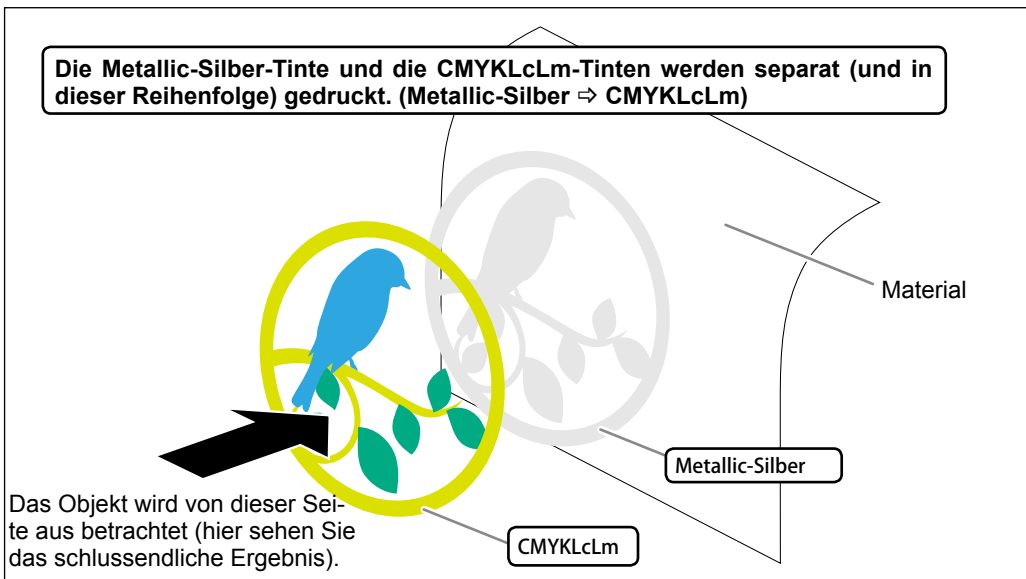 Die Metallic-Silber-Tinte und die CMYKLcLm-Tinten werden separat (und in
dieser Reihenfolge) gedruckt. (Metallic-Silber ⇨ CMYKLcLm)
Material
Metallic-Silber
Das Objekt wird von dieser Sei-
te aus betrachtet (hier sehen Sie
das schlussendliche Ergebnis).
CMYKLcLm